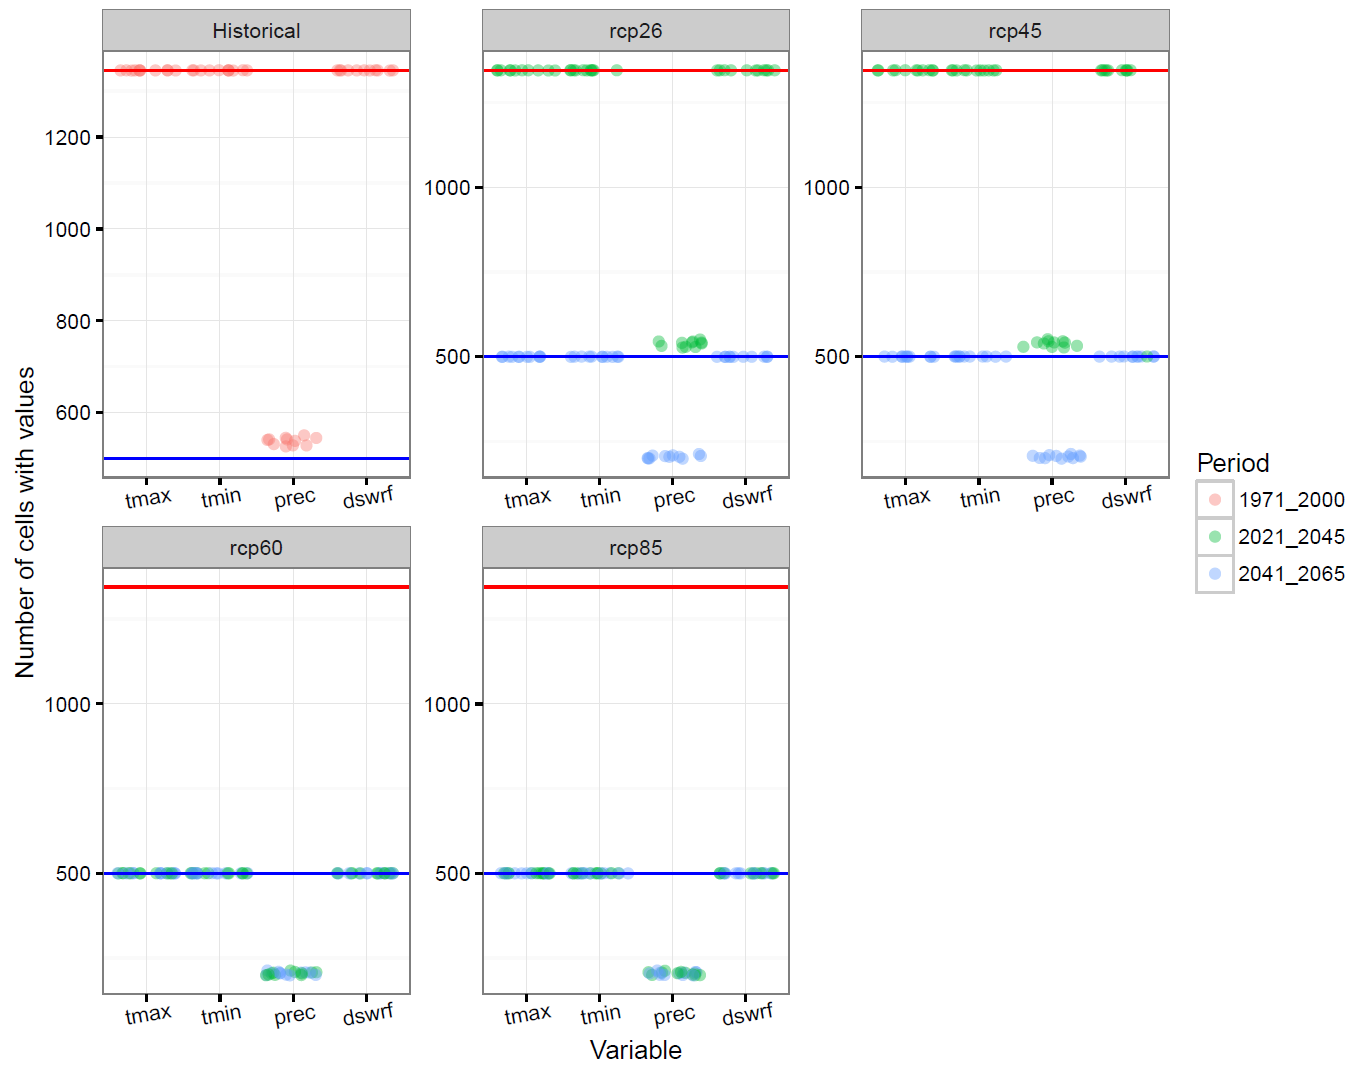 Historical
rcp26
rcp45
1200
1000
800
600
1000
500
1000
500
tmax tmin prec dswrf
tmax tmin prec dswrf
tmax tmin prec dswrf
rcp60
rcp85
1000
500
1000
500
tmax tmin prec dswrf
tmax tmin prec dswrf
Number of cells with values
Variable
Period
1971_2000
2021_2045
2041_2065